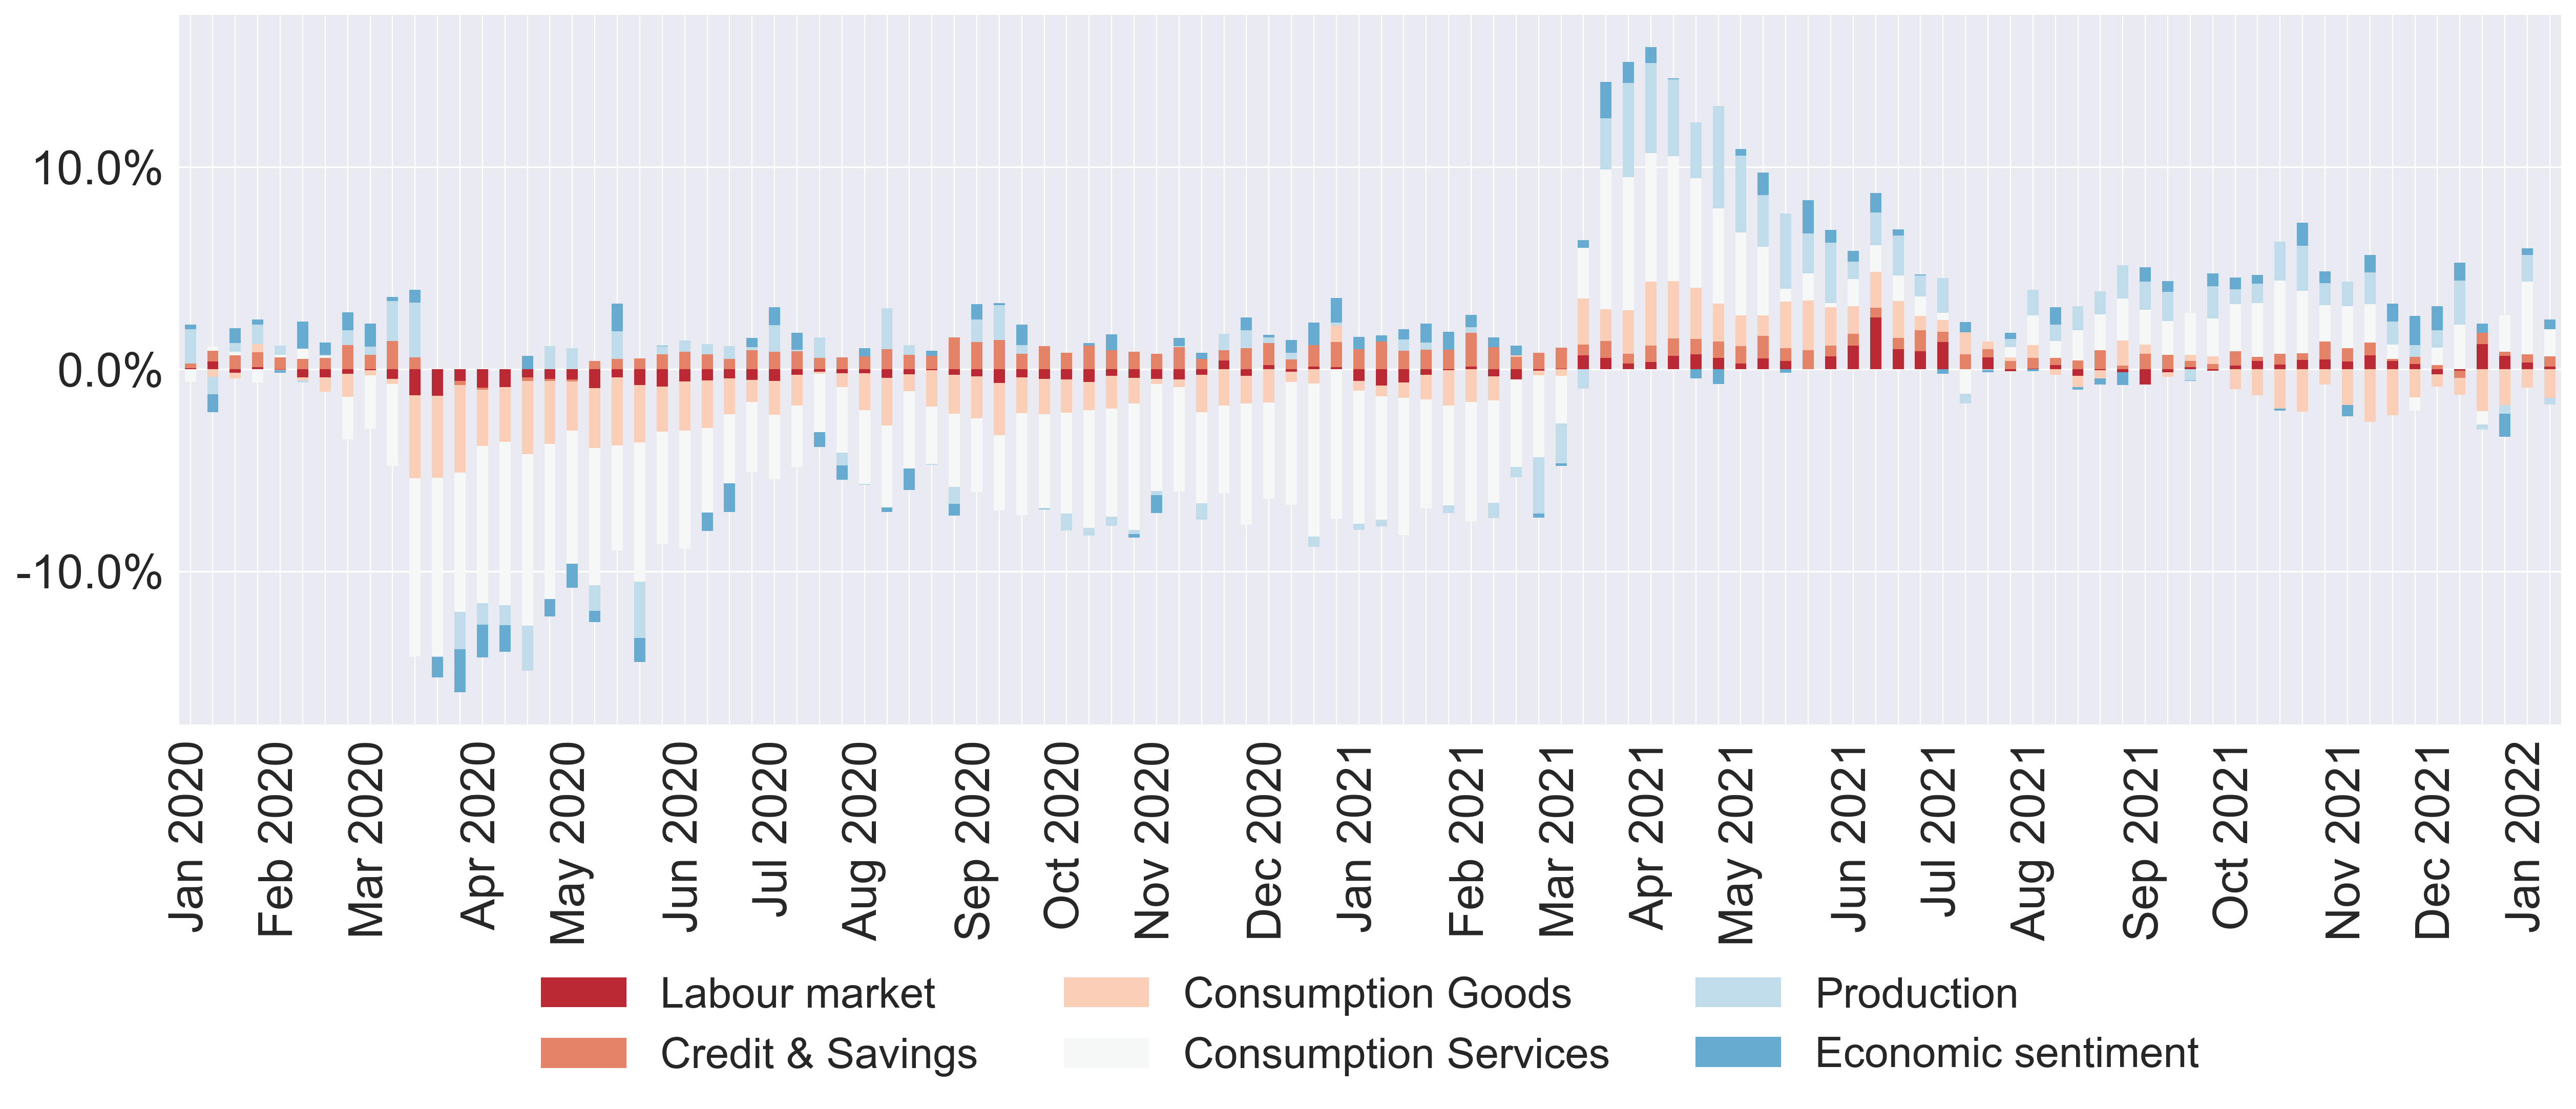 10.0%
0.0%
-10.0%
Jan 2020
Feb 2020
Mar 2020
Apr 2020
May 2020
Jun 2020
Jul 2020
Aug 2020
Sep 2020
Oct 2020
Nov 2020
Dec 2020
Jan 2021
Feb 2021
Mar 2021
Apr 2021
May 2021
Jun 2021
Jul 2021
Aug 2021
Sep 2021
Oct 2021
Nov 2021
Dec 2021
Jan 2022
Labour market
Consumption Goods
Production
Credit & Savings
Consumption Services
Economic sentiment